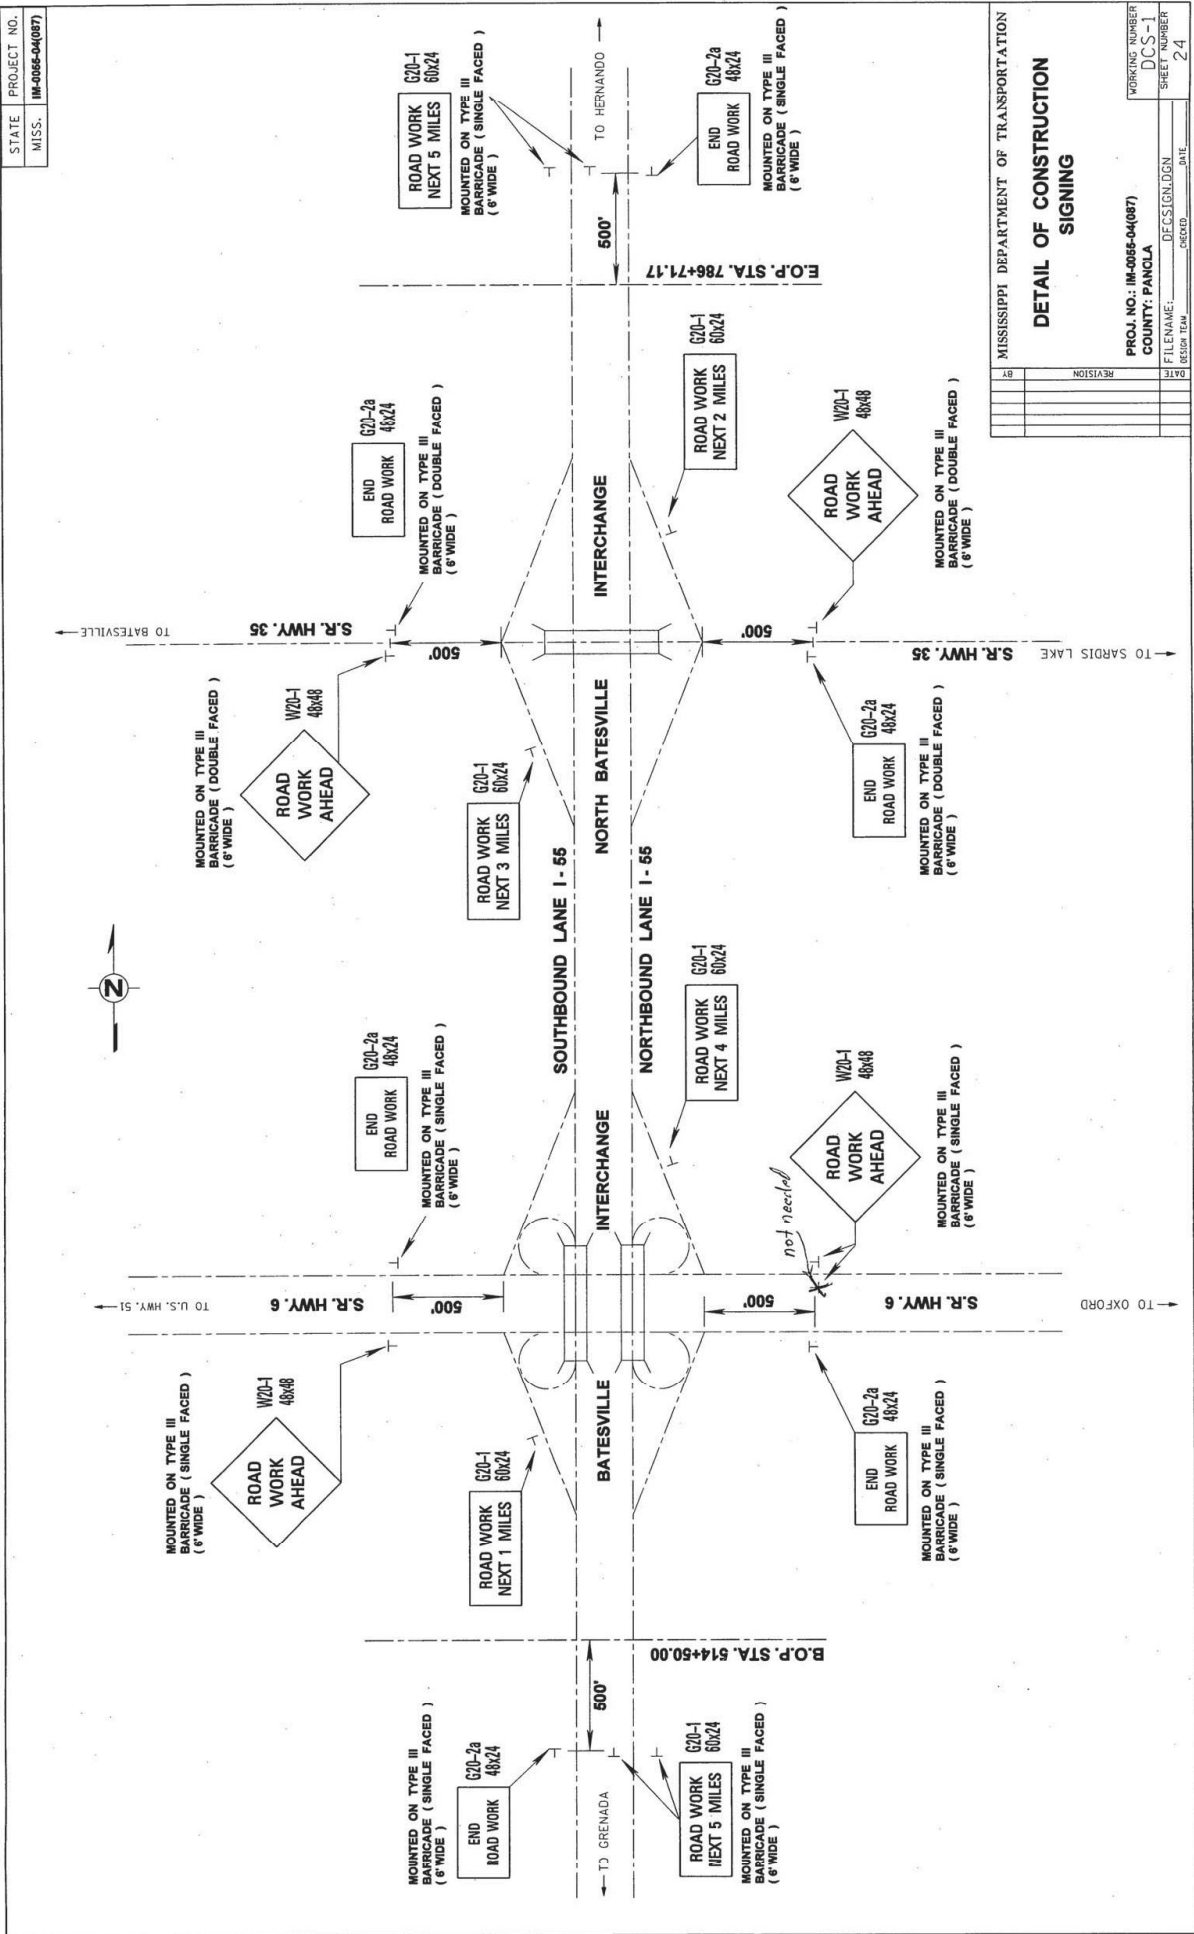 STATE PROJECT NO.
MISS. IM-0055-04(087)
MOUNTED ON TYPE III
BARRICADE ( SINGLE FACED )
( 6' WIDE )
W20-1
48x48
ROAD
WORK
AHEAD
TO U.S. HWY. 51
S.R. HWY. 6
500'
END
ROAD WORK
G20-2a
48x24
MOUNTED ON TYPE III
BARRICADE ( SINGLE FACED )
( 6' WIDE )
N
MOUNTED ON TYPE III
BARRICADE ( DOUBLE FACED )
( 6' WIDE )
W20-1
48x48
ROAD
WORK
AHEAD
TO BATESVILLE
S.R. HWY. 35
500'
END
ROAD WORK
G20-2a
48x24
MOUNTED ON TYPE III
BARRICADE ( DOUBLE FACED )
( 6' WIDE )
ROAD WORK
NEXT 5 MILES
G20-1
60x24
MOUNTED ON TYPE III
BARRICADE ( SINGLE FACED )
( 6' WIDE )
MOUNTED ON TYPE III
BARRICADE ( SINGLE FACED )
( 6' WIDE )
END
ROAD WORK
G20-2a
48x24
ROAD WORK
NEXT 1 MILES
G20-1
60x24
ROAD WORK
NEXT 3 MILES
G20-1
60x24
SOUTHBOUND LANE I - 55
TO GRENADA
500'
BATESVILLE INTERCHANGE
NORTH BATESVILLE INTERCHANGE
500'
TO HERNANDO
NORTHBOUND LANE I - 55
B.O.P. STA. 514+50.00
E.O.P. STA. 786+71.17
ROAD WORK
NEXT 5 MILES
G20-1
60x24
MOUNTED ON TYPE III
BARRICADE ( SINGLE FACED )
( 6' WIDE )
ROAD WORK
NEXT 4 MILES
G20-1
60x24
ROAD WORK
NEXT 2 MILES
G20-1
60x24
END
ROAD WORK
G20-2a
48x24
MOUNTED ON TYPE III
BARRICADE ( SINGLE FACED )
( 6' WIDE )
END
ROAD WORK
G20-2a
48x24
MOUNTED ON TYPE III
BARRICADE ( SINGLE FACED )
( 6' WIDE )
500'
S.R. HWY. 6
TO OXFORD
not needed
ROAD
WORK
AHEAD
W20-1
48x48
MOUNTED ON TYPE III
BARRICADE ( SINGLE FACED )
( 6' WIDE )
END
ROAD WORK
G20-2a
48x24
MOUNTED ON TYPE III
BARRICADE ( DOUBLE FACED )
( 6' WIDE )
500'
S.R. HWY. 35
TO SARDIS LAKE
ROAD
WORK
AHEAD
W20-1
48x48
MOUNTED ON TYPE III
BARRICADE ( DOUBLE FACED )
( 6' WIDE )
BY
REVISION
DATE
MISSISSIPPI DEPARTMENT OF TRANSPORTATION
DETAIL OF CONSTRUCTION
SIGNING
PROJ. NO.: IM-0055-04(087)
COUNTY: PANOLA
WORKING NUMBER
DCS-1
FILENAME: DFCSIGN.DGN
SHEET NUMBER
24
DESIGN TEAM CHECKED DATE